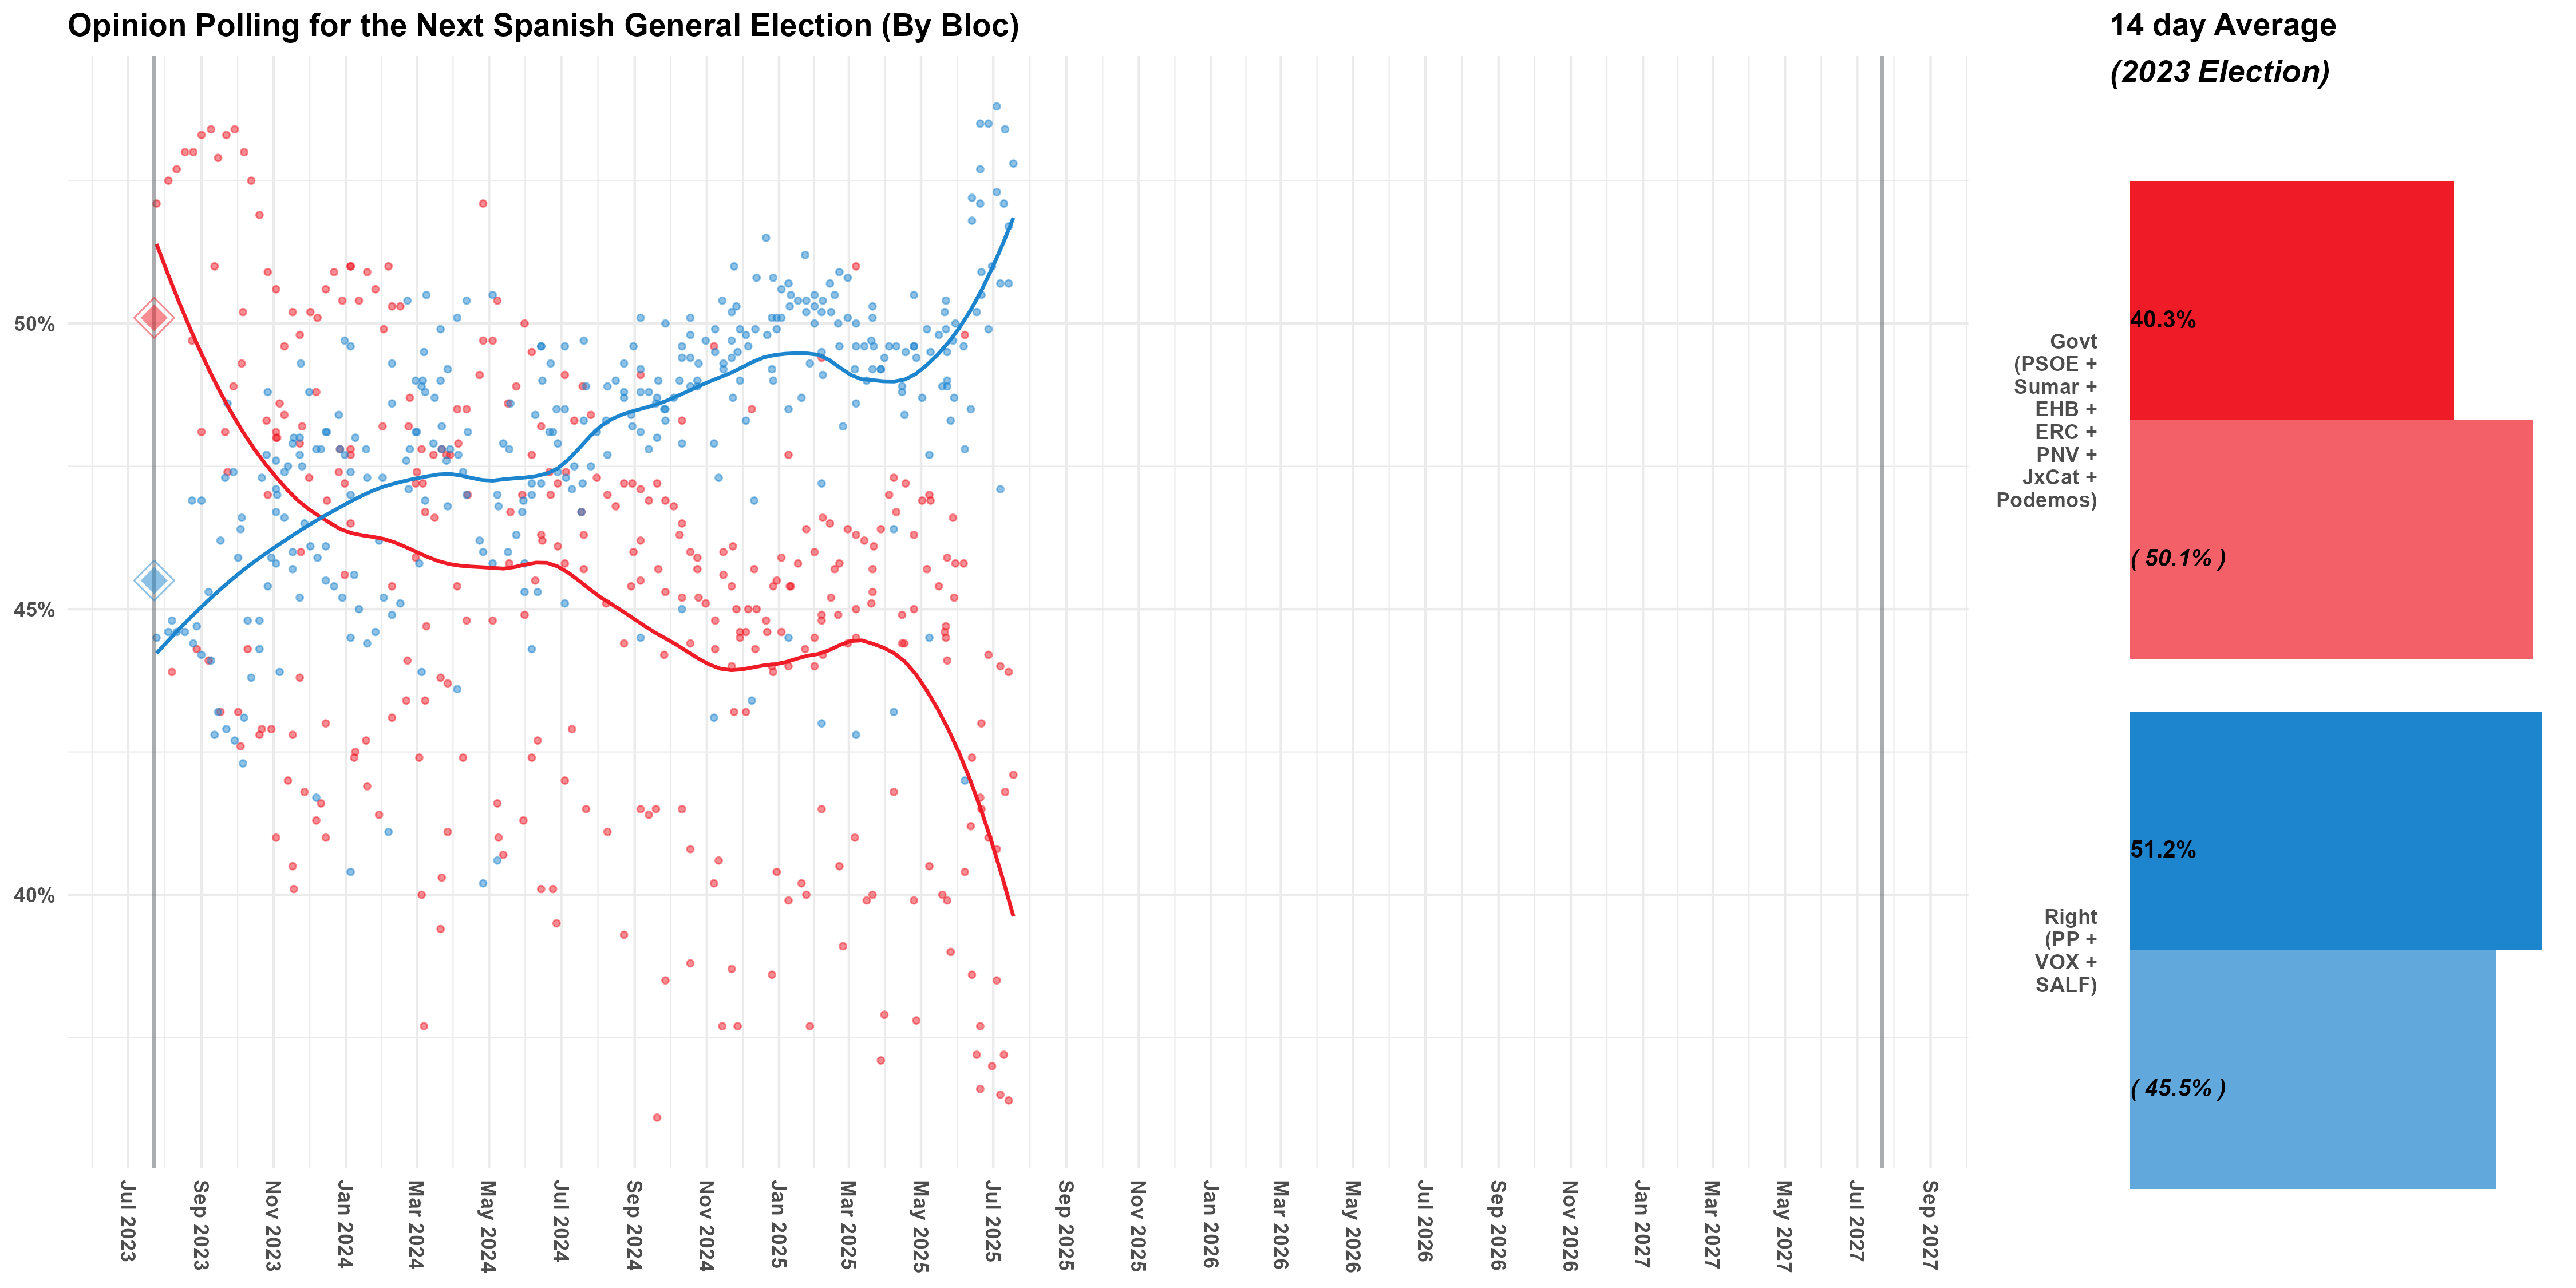 Opinion Polling for the Next Spanish General Election (By Bloc)
14 day Average
(2023 Election)
50%
45%
40%
Jul 2023
Sep 2023
Nov 2023
Jan 2024
Mar 2024
May 2024
Jul 2024
Sep 2024
Nov 2024
Jan 2025
Mar 2025
May 2025
Jul 2025
Sep 2025
Nov 2025
Jan 2026
Mar 2026
May 2026
Jul 2026
Sep 2026
Nov 2026
Jan 2027
Mar 2027
May 2027
Jul 2027
Sep 2027
Govt
(PSOE +
Sumar +
EHB +
ERC +
PNV +
JxCat +
Podemos)
40.3%
( 50.1% )
Right
(PP +
VOX +
SALF)
51.2%
( 45.5% )